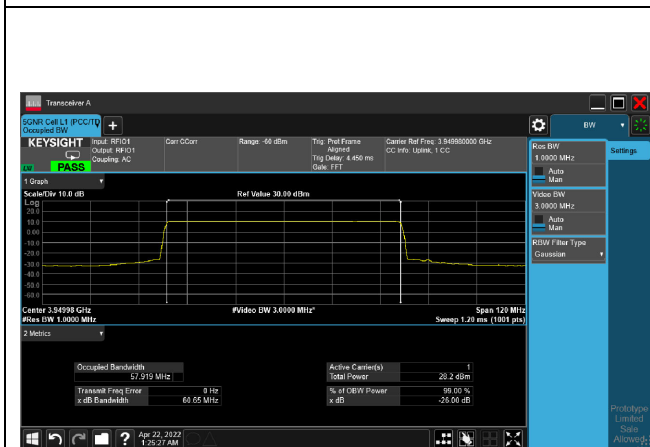 Transceiver A
5GNR Cell L1 (PCC/TD
Occupied BW
BW
KEYSIGHT
Input: RFIO1
Output: RFIO1
Coupling: AC
Corr CCorr
Range: -60 dBm
Trig: Prot Frame
Aligned
Trig Delay: 4.450 ms
Gate: FFT
Carrier Ref Freq: 3.949980000 GHz
CC Info: Uplink, 1 CC
PASS
Res BW
1.0000 MHz
Auto
Man
Settings
1 Graph
Scale/Div 10.0 dB
Ref Value 30.00 dBm
Log
20.0
10.0
0.00
-10.0
-20.0
-30.0
-40.0
-50.0
-60.0
Video BW
3.0000 MHz
Auto
Man
RBW Filter Type
Gaussian
Center 3.94998 GHz
#Video BW 3.0000 MHz*
Span 120 MHz
#Res BW 1.0000 MHz
Sweep 1.20 ms (1001 pts)
2 Metrics
Occupied Bandwidth
57.919 MHz
Active Carrier(s) 1
Total Power 28.2 dBm
Transmit Freq Error 0 Hz
% of OBW Power 99.00 %
x dB Bandwidth 60.65 MHz
x dB -26.00 dB
Prototype
Limited
Sale
Allowed
Apr 22, 2022
1:25:27 AM